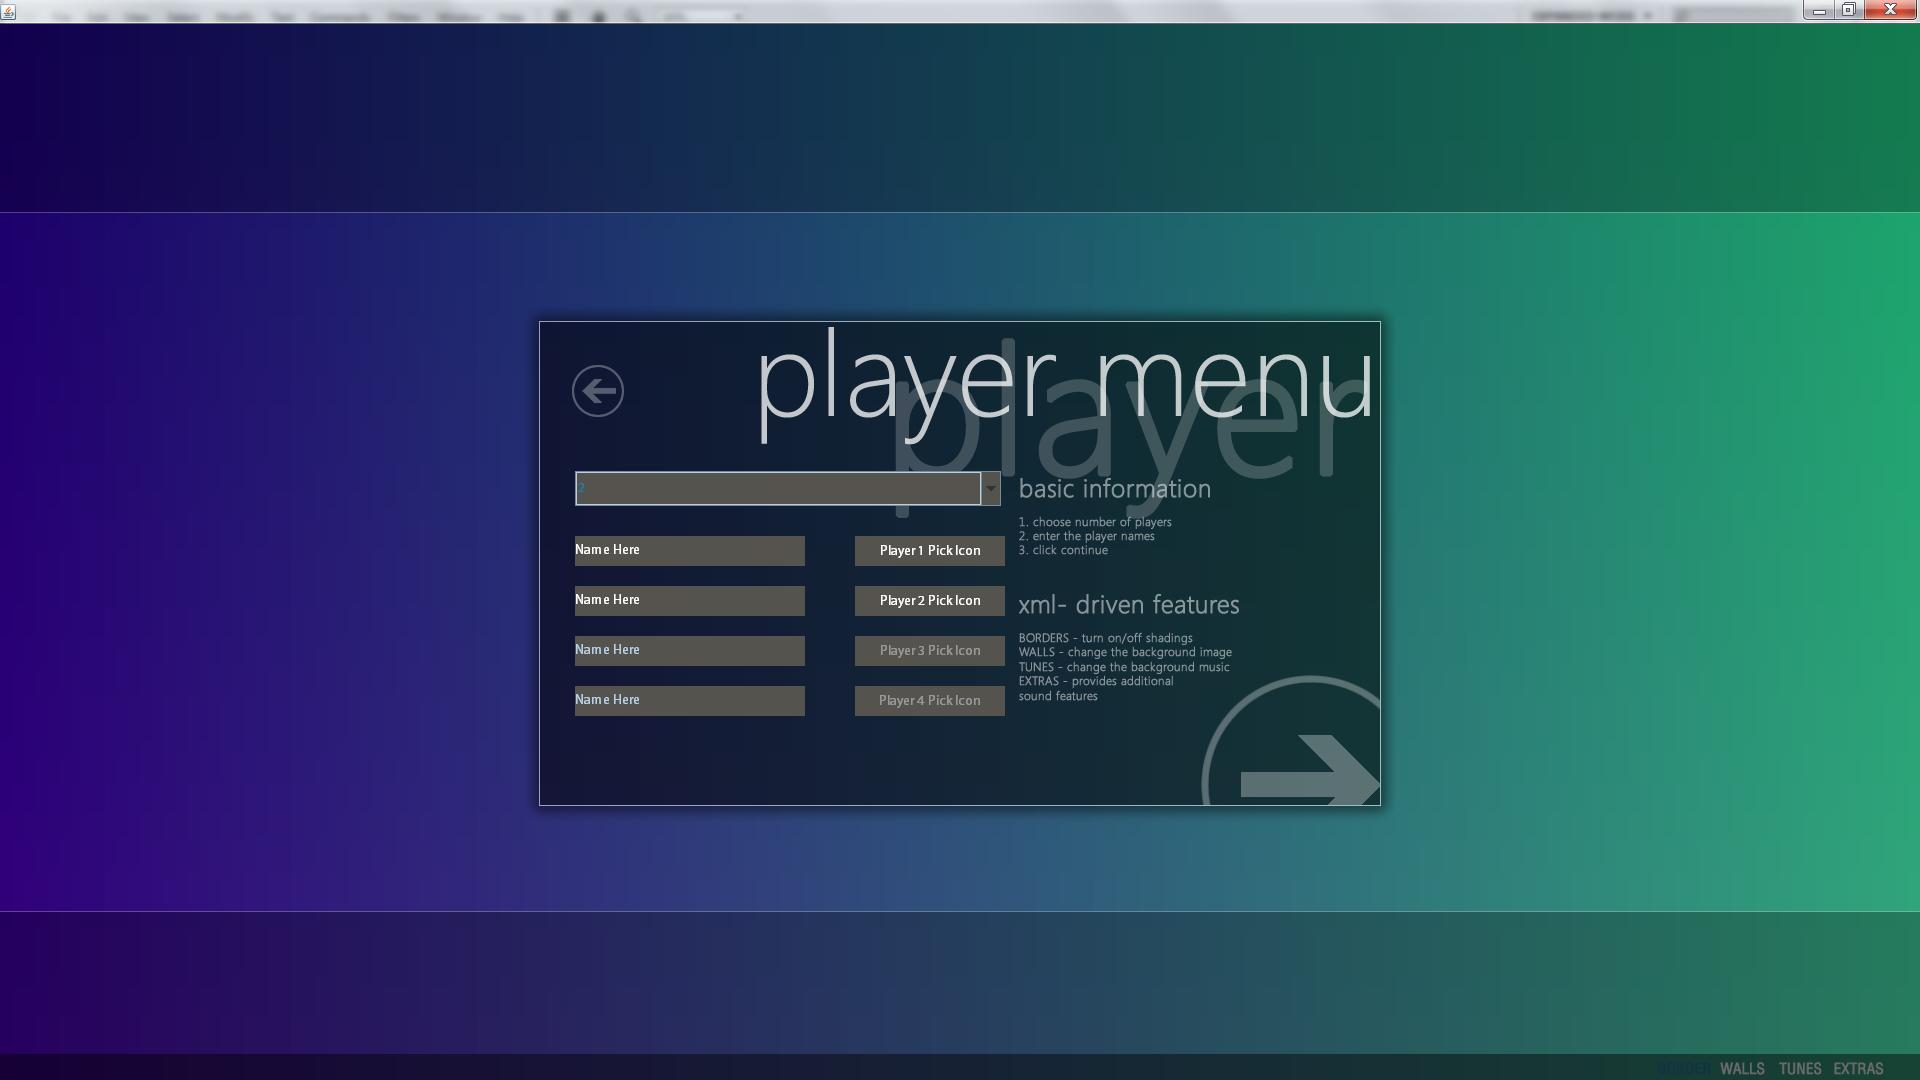 player menu
player
2
basic information
1. choose number of players
2. enter the player names
3. click continue
Name Here
Player 1 Pick Icon
Name Here
Player 2 Pick Icon
Name Here
Player 3 Pick Icon
Name Here
Player 4 Pick Icon
xml- driven features
BORDERS - turn on/off shadings
WALLS - change the background image
TUNES - change the background music
EXTRAS - provides additional
sound features
BORDER WALLS TUNES EXTRAS